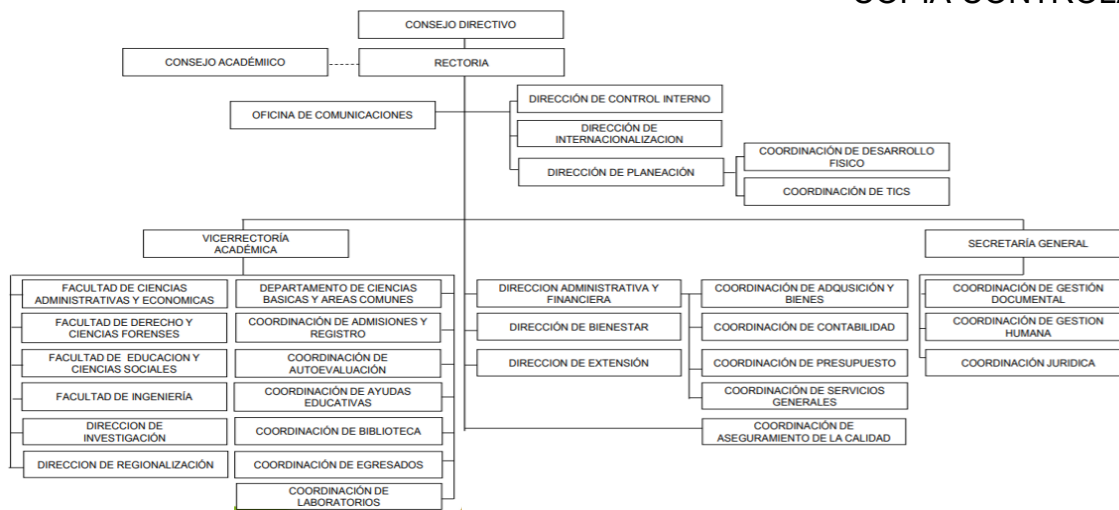 CONSEJO DIRECTIVO
CONSEJO ACADÉMIICO
RECTORIA
OFICINA DE COMUNICACIONES
DIRECCIÓN DE CONTROL INTERNO
DIRECCIÓN DE
INTERNACIONALIZACION
DIRECCIÓN DE PLANEACIÓN
COORDINACIÓN DE DESARROLLO
FISICO
COORDINACIÓN DE TICS
VICERRECTORÍA
ACADÉMICA
SECRETARÍA GENERAL
FACULTAD DE CIENCIAS
ADMINISTRATIVAS Y ECONOMICAS
FACULTAD DE DERECHO Y
CIENCIAS FORENSES
FACULTAD DE EDUCACION Y
CIENCIAS SOCIALES
FACULTAD DE INGENIERÍA
DIRECCION DE
INVESTIGACIÓN
DIRECCION DE REGIONALIZACIÓN
DEPARTAMENTO DE CIENCIAS
BASICAS Y AREAS COMUNES
COORDINACIÓN DE ADMISIONES Y
REGISTRO
COORDINACIÓN DE
AUTOEVALUACIÓN
COORDINACIÓN DE AYUDAS
EDUCATIVAS
COORDINACIÓN DE BIBLIOTECA
COORDINACIÓN DE EGRESADOS
COORDINACIÓN DE
LABORATORIOS
DIRECCION ADMINISTRATIVA Y
FINANCIERA
DIRECCIÓN DE BIENESTAR
DIRECCION DE EXTENSIÓN
COORDINACIÓN DE ADQUSICIÓN Y
BIENES
COORDINACIÓN DE CONTABILIDAD
COORDINACIÓN DE PRESUPUESTO
COORDINACIÓN DE SERVICIOS
GENERALES
COORDINACIÓN DE
ASEGURAMIENTO DE LA CALIDAD
COORDINACIÓN DE GESTIÓN
DOCUMENTAL
COORDINACIÓN DE GESTION
HUMANA
COORDINACIÓN JURIDICA